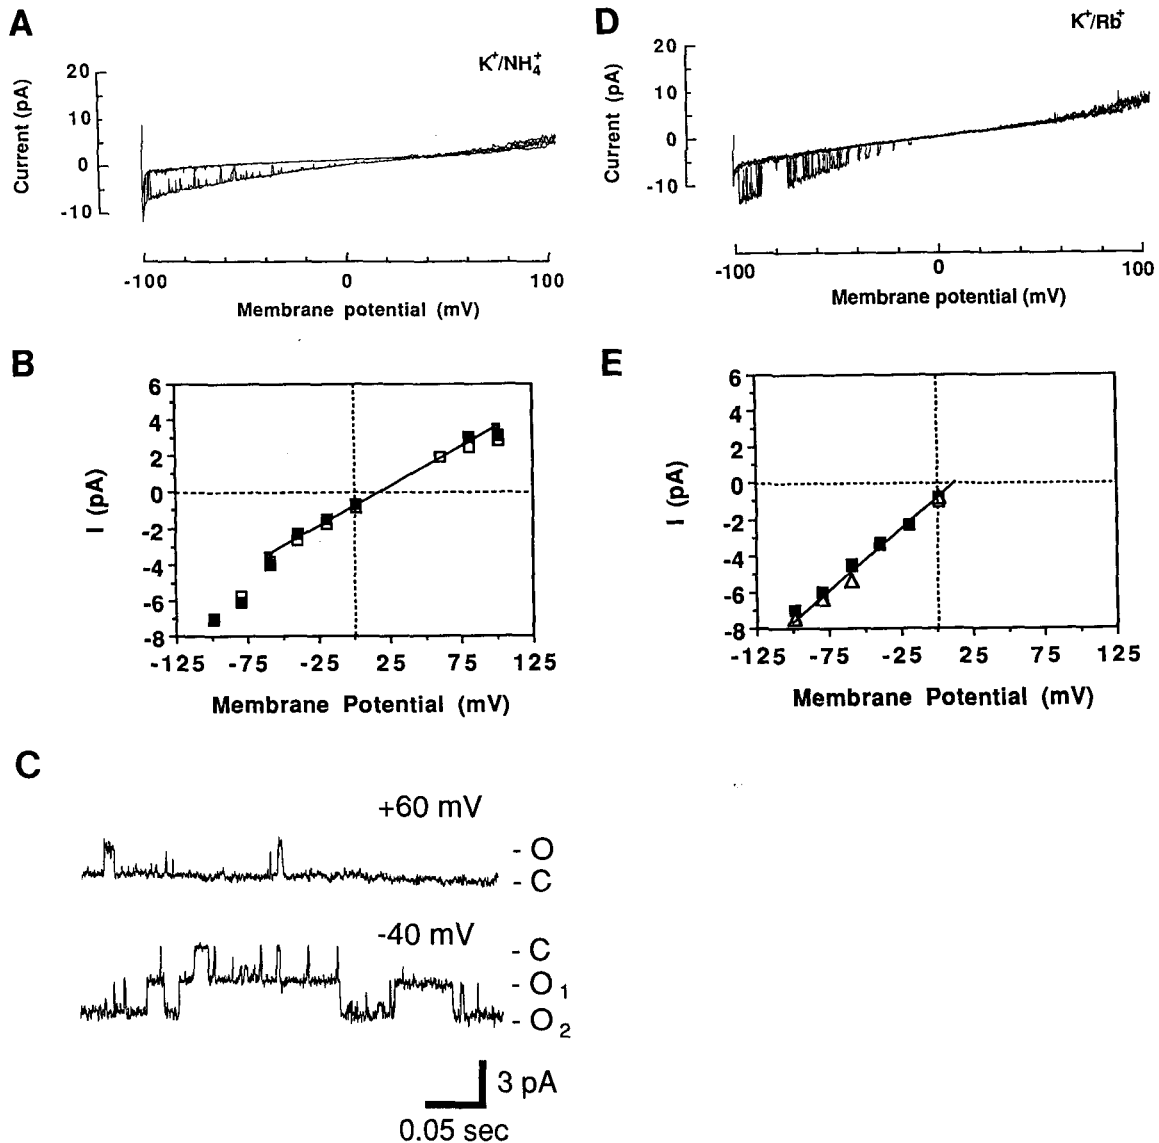 A
K⁺/NH₄⁺
Current (pA)
20
10
0
-10
-100
0
100
Membrane potential (mV)
D
K⁺/Rb⁺
Current (pA)
20
10
0
-10
-100
0
100
Membrane potential (mV)
B
I (pA)
6
4
2
0
-2
-4
-6
-8
-125
-75
-25
25
75
125
Membrane Potential (mV)
E
I (pA)
6
4
2
0
-2
-4
-6
-8
-125
-75
-25
25
75
125
Membrane Potential (mV)
C
+60 mV
- O
- C
-40 mV
- C
- O₁
- O₂
3 pA
0.05 sec